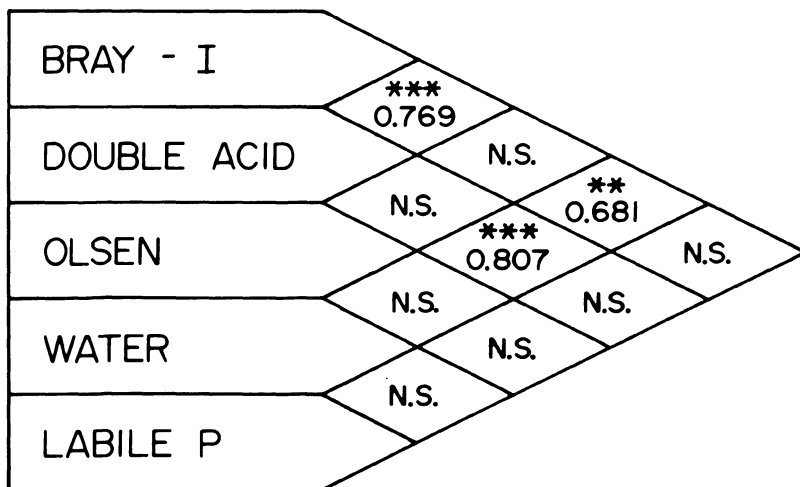 BRAY - I
***
0.769
DOUBLE ACID
N.S.
N.S.
**
0.681
OLSEN
***
0.807
N.S.
N.S.
N.S.
WATER
N.S.
N.S.
LABILE P